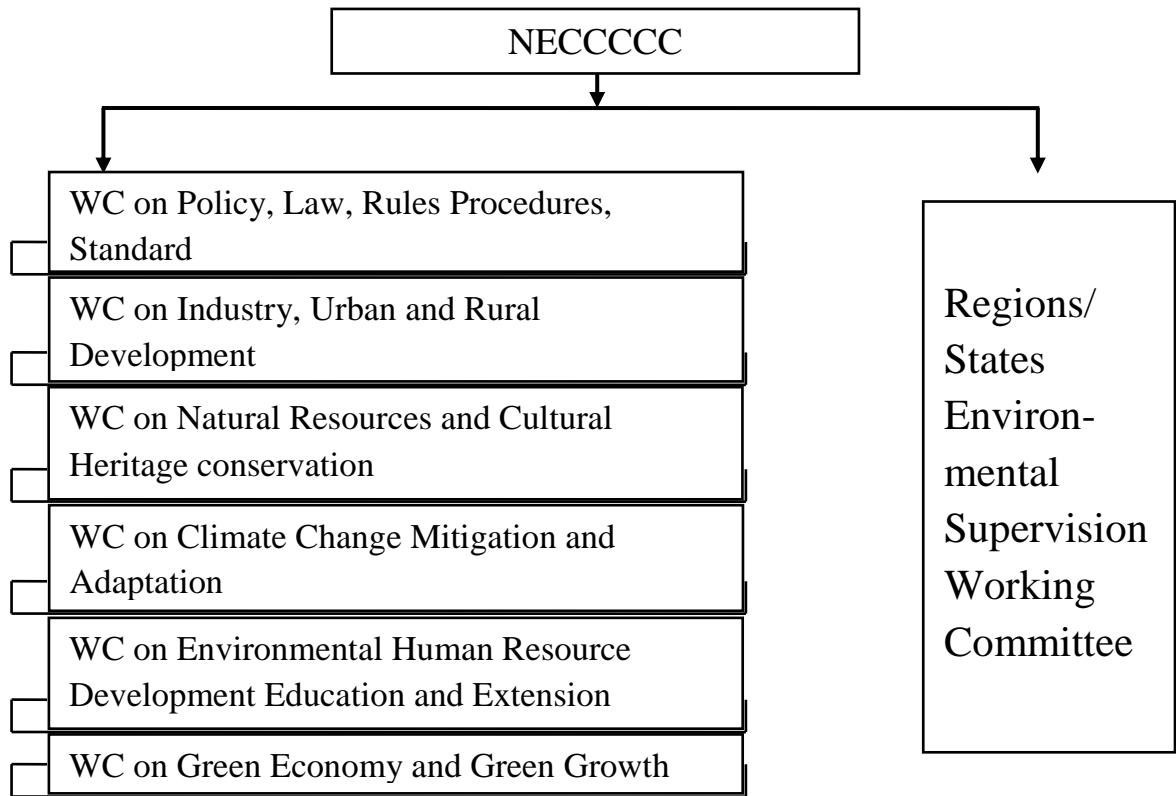 NECCCCC
WC on Policy, Law, Rules Procedures,
Standard
WC on Industry, Urban and Rural
Development
WC on Natural Resources and Cultural
Heritage conservation
WC on Climate Change Mitigation and
Adaptation
WC on Environmental Human Resource
Development Education and Extension
WC on Green Economy and Green Growth
Regions/
States
Environ-
mental
Supervision
Working
Committee